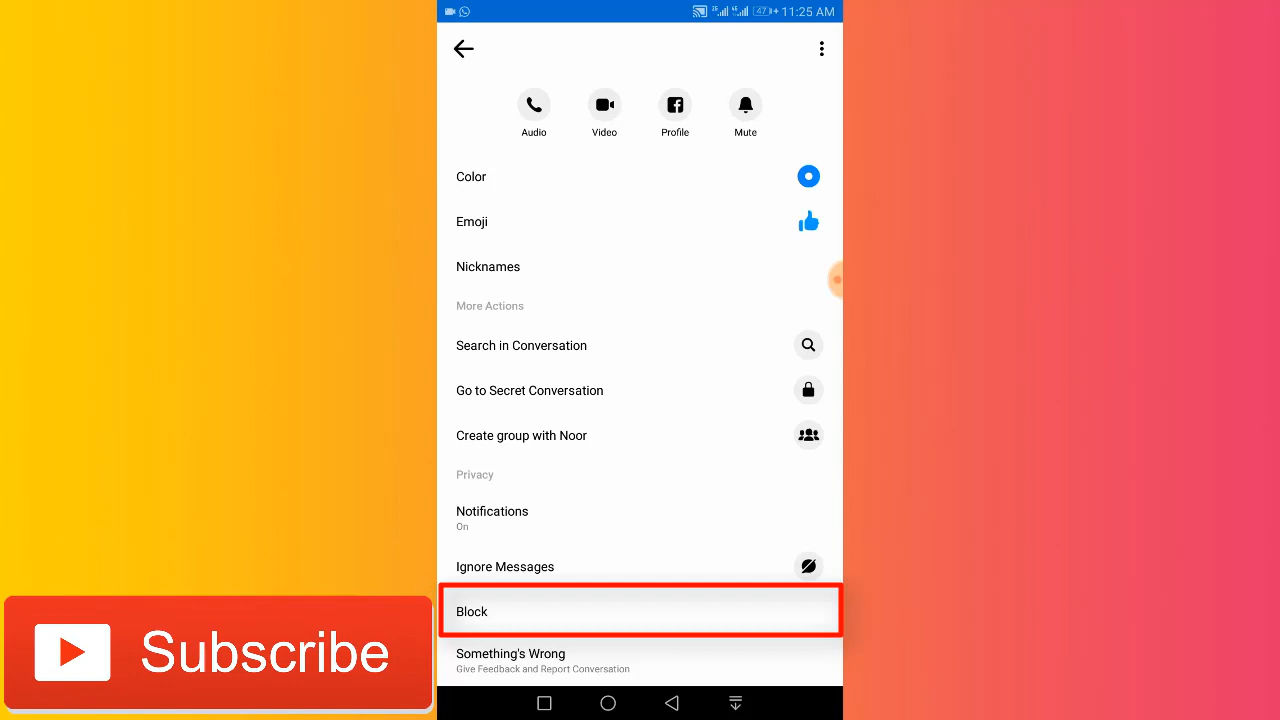 47 11:25 AM
Audio Video Profile Mute
Color
Emoji
Nicknames
More Actions
Search in Conversation
Go to Secret Conversation
Create group with Noor
Privacy
Notifications
On
Ignore Messages
Block
Something's Wrong
Give Feedback and Report Conversation
Subscribe